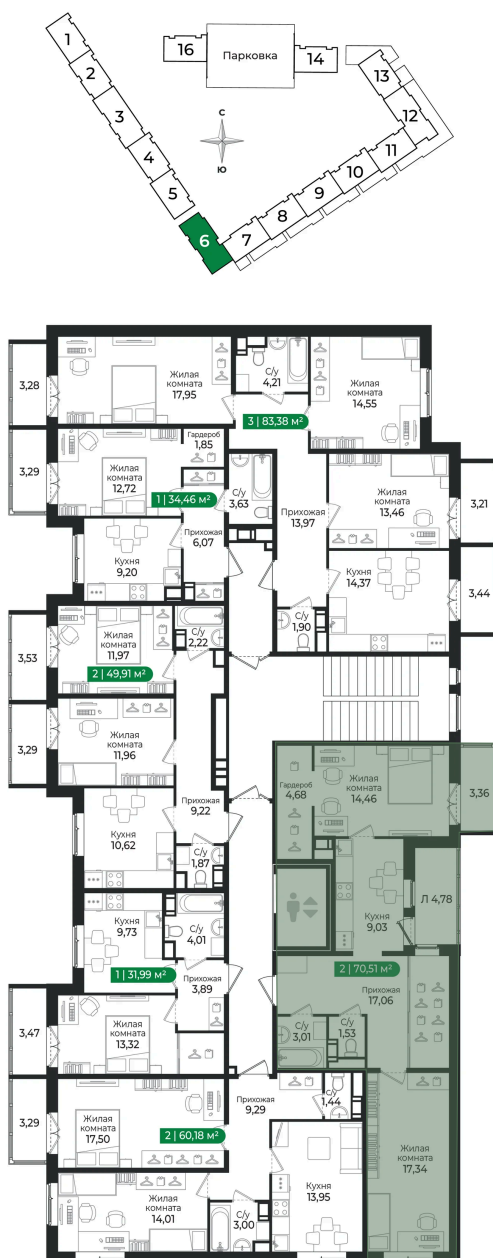 1
2
3
4
5
6
7
8
9
10
11
12
13
14
16
Парковка
С
Ю
3,28
Жилая
комната
17,95
С/у
4,21
Жилая
комната
14,55
3 | 83,38 м²
3,29
Жилая
комната
12,72
Гардероб
1,85
1 | 34,46 м²
С/у
3,63
Прихожая
13,97
Жилая
комната
13,46
3,21
Кухня
9,20
Прихожая
6,07
Кухня
14,37
3,44
С/у
1,90
3,53
Жилая
комната
11,97
С/у
2,22
2 | 49,91 м²
3,29
Жилая
комната
11,96
Гардероб
4,68
Жилая
комната
14,46
3,36
Кухня
10,62
Прихожая
9,22
С/у
1,87
Кухня
9,03
Л 4,78
Кухня
9,73
С/у
4,01
1 | 31,99 м²
Прихожая
3,89
2 | 70,51 м²
Прихожая
17,06
3,47
Жилая
комната
13,32
С/у
3,01
С/у
1,53
3,29
Жилая
комната
17,50
2 | 60,18 м²
Прихожая
9,29
С/у
1,44
Жилая
комната
17,34
Жилая
комната
14,01
С/у
3,00
Кухня
13,95